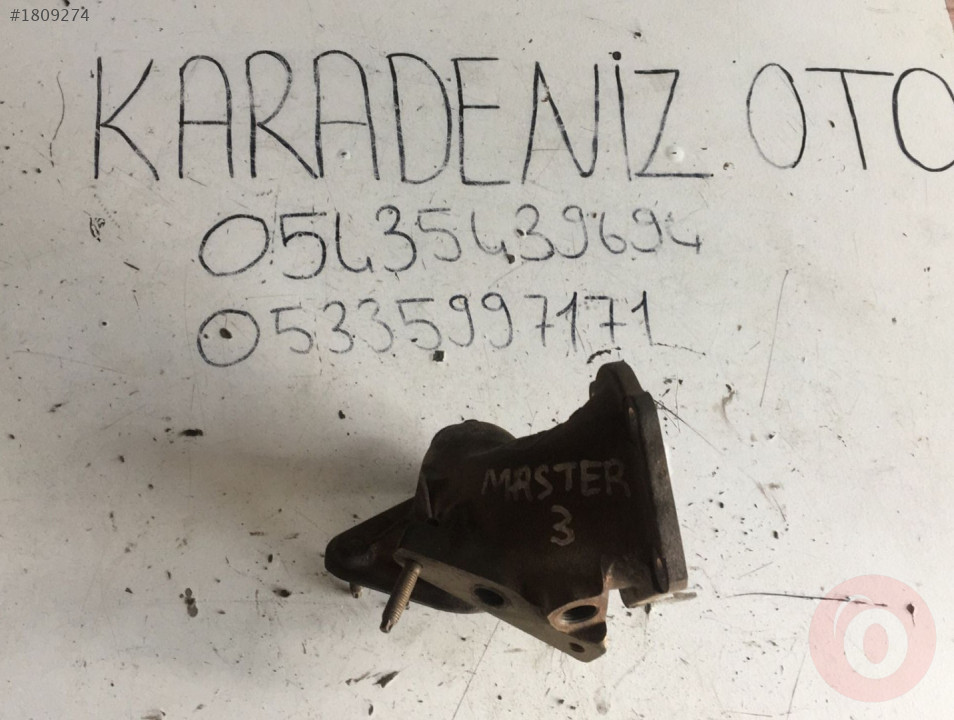 #1809274
KARADENİZ OTO
05435439694
05335997171
MASTER
3